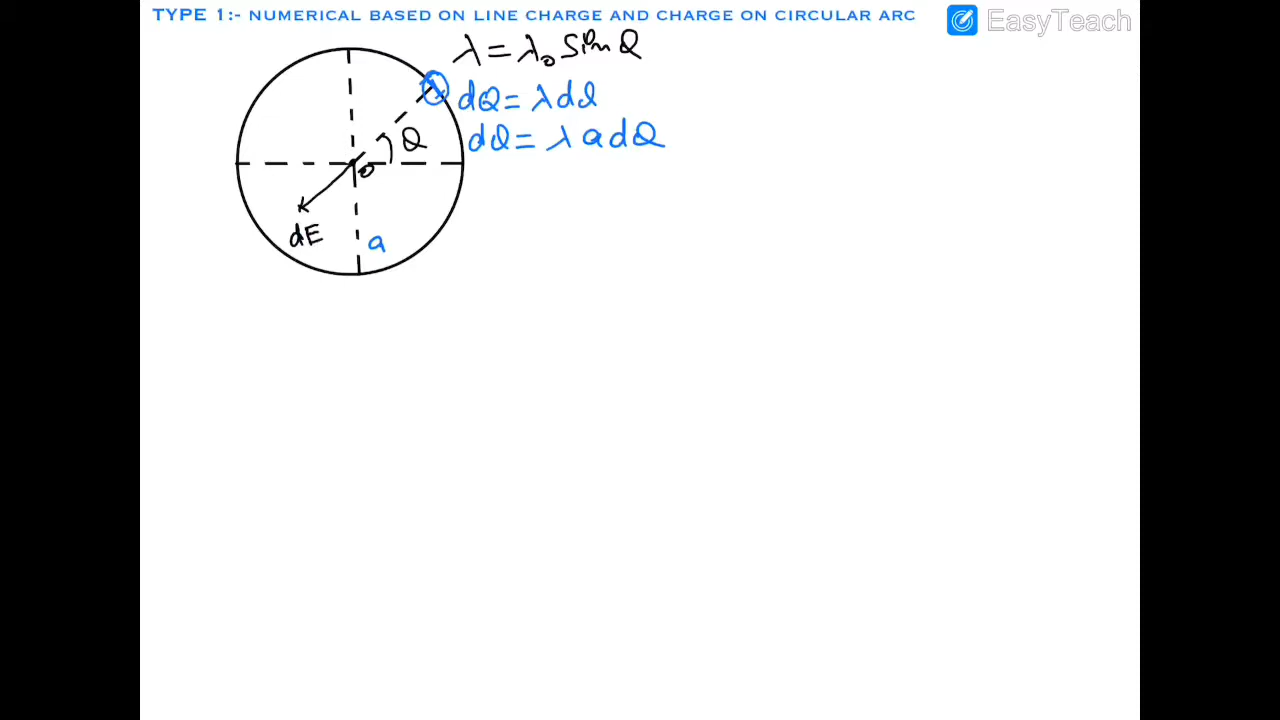 TYPE 1:- NUMERICAL BASED ON LINE CHARGE AND CHARGE ON CIRCULAR ARC
EasyTeach
λ = λ₀ Sin θ
dQ = λdl
dQ = λ a dθ
θ
O
dE
a